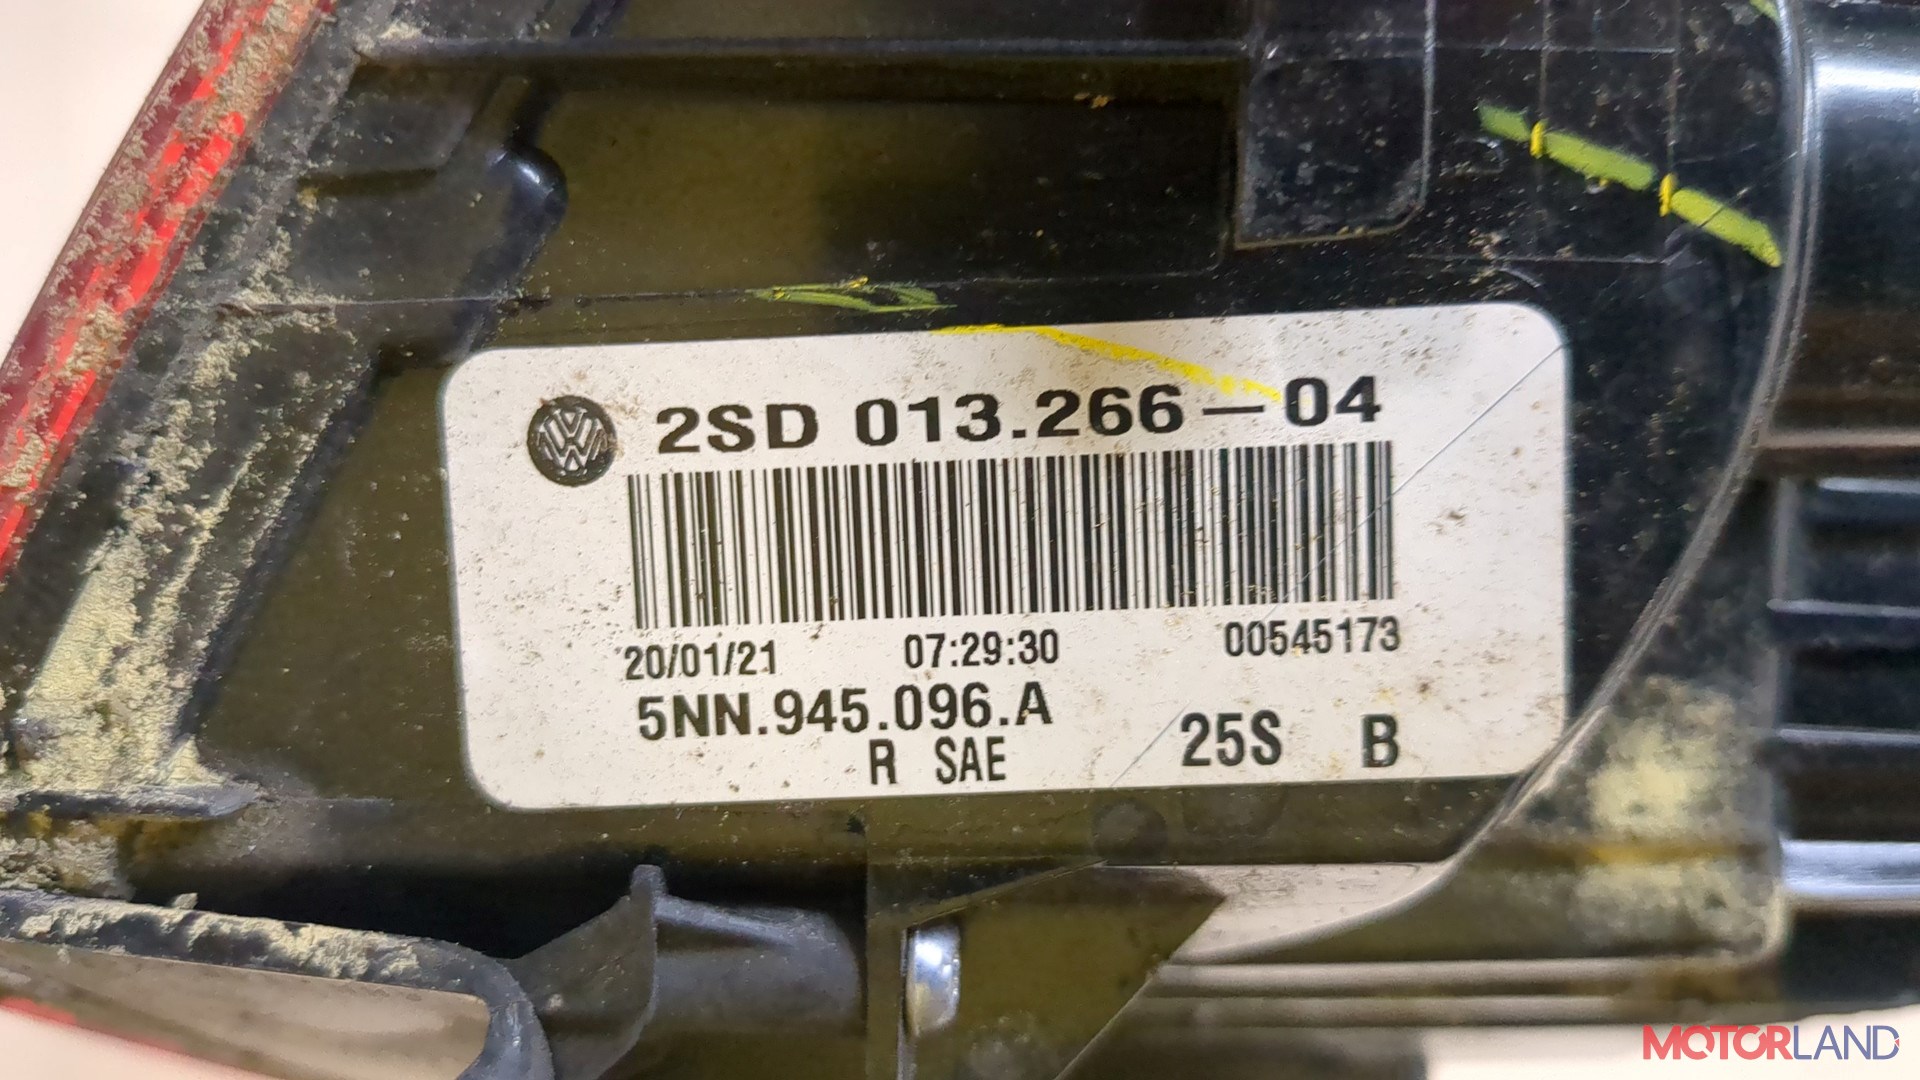 2SD 013.266-04
20/01/21 07:29:30 00545173
5NN.945.096.A
R SAE 25S B
MOTORLAND